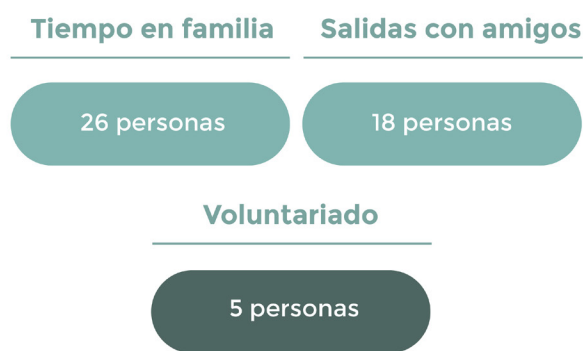 Tiempo en familia
Salidas con amigos
26 personas
18 personas
Voluntariado
5 personas